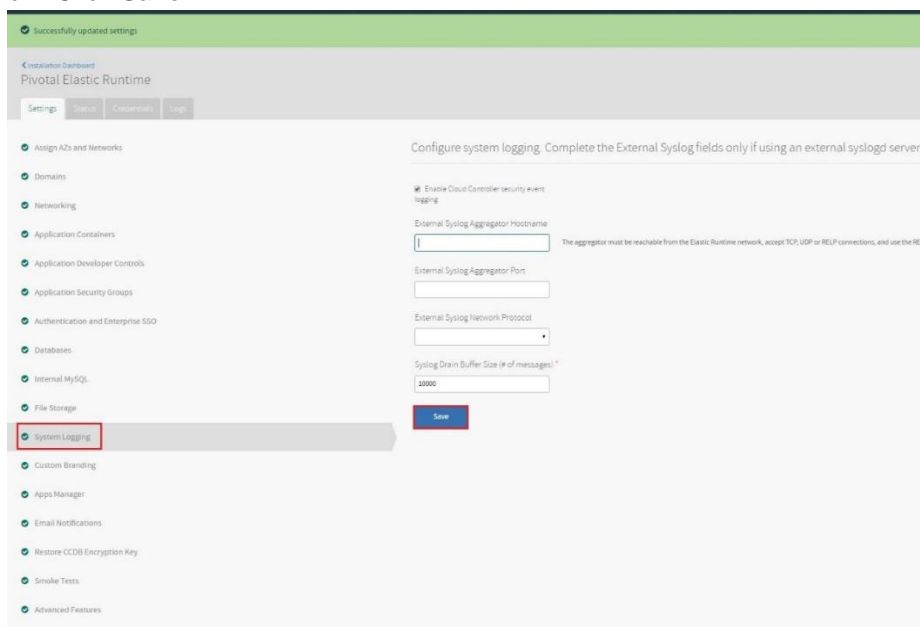 Successfully updated settings
Installation Dashboard
Pivotal Elastic Runtime
Settings Status Credentials Logs
Assign AZs and Networks
Domains
Networking
Application Containers
Application Developer Controls
Application Security Groups
Authentication and Enterprise SSO
Databases
Internal MySQL
File Storage
System Logging
Custom Branding
Apps Manager
Email Notifications
Restore CCDB Encryption Key
Smoke Tests
Advanced Features
Configure system logging. Complete the External Syslog fields only if using an external syslogd server
Enable Cloud Controller security event
logging
External Syslog Aggregator Hostname
The aggregator must be reachable from the Elastic Runtime network, accept TCP, UDP or RELP connections, and use the RE
External Syslog Aggregator Port
External Syslog Network Protocol
Syslog Drain Buffer Size (# of messages) *
10000
Save